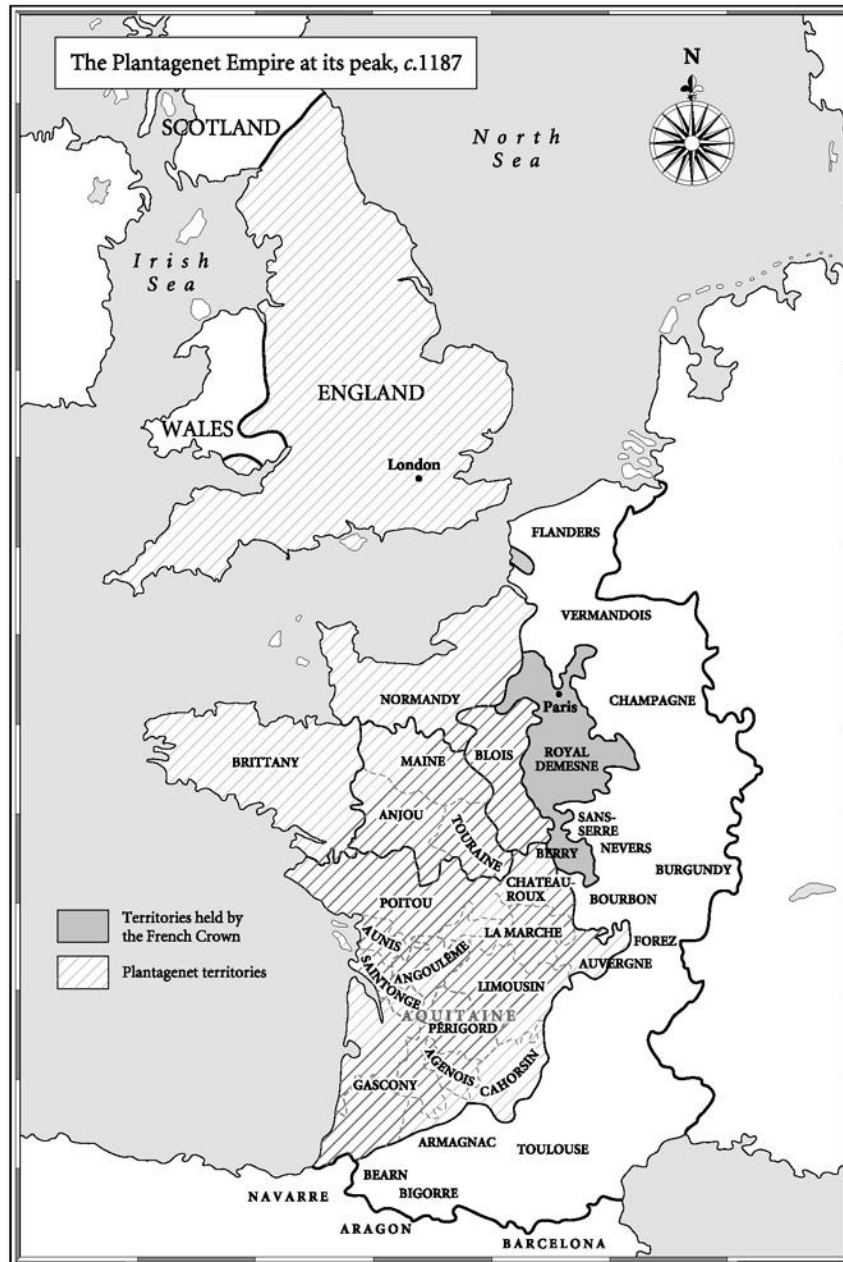 The Plantagenet Empire at its peak, c.1187
N
SCOTLAND
North
Sea
Irish
Sea
ENGLAND
WALES
London
FLANDERS
VERMANDOIS
NORMANDY
Paris
CHAMPAGNE
BRITTANY
MAINE
BLOIS
ROYAL
DEMESNE
ANJOU
TOURAINE
SANS-
SERRE
NEVERS
BERRY
BURGUNDY
CHATEAU-
ROUX
POITOU
BOURBON
Territories held by
the French Crown
AUNIS
LA MARCHE
FOREZ
Plantagenet territories
ANGOULÊME
AUVERGNE
SAINTONGE
LIMOUSIN
AQUITAINE
PÉRIGORD
AGENOIS
CAHORSIN
GASCONY
ARMAGNAC
TOULOUSE
BEARN
NAVARRE
BIGORRE
ARAGON
BARCELONA